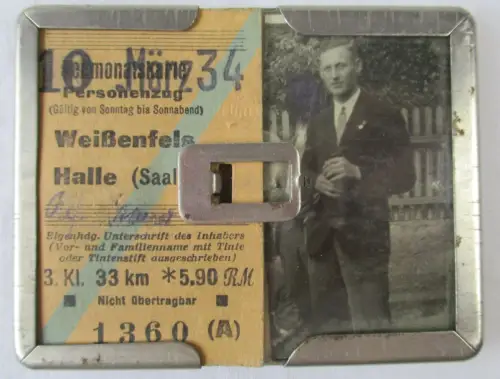 10. März 34
Teilmonatskarte
Personenzug
(Gültig von Sonntag bis Sonnabend)
Weißenfels
Halle (Saal
Eigenhdg. Unterschrift des Inhabers
(Vor- und Familienname mit Tinte
oder Tintenstift ausgeschrieben)
3. Kl. 33 km *5.90 RM
Nicht übertragbar
1360 (A)